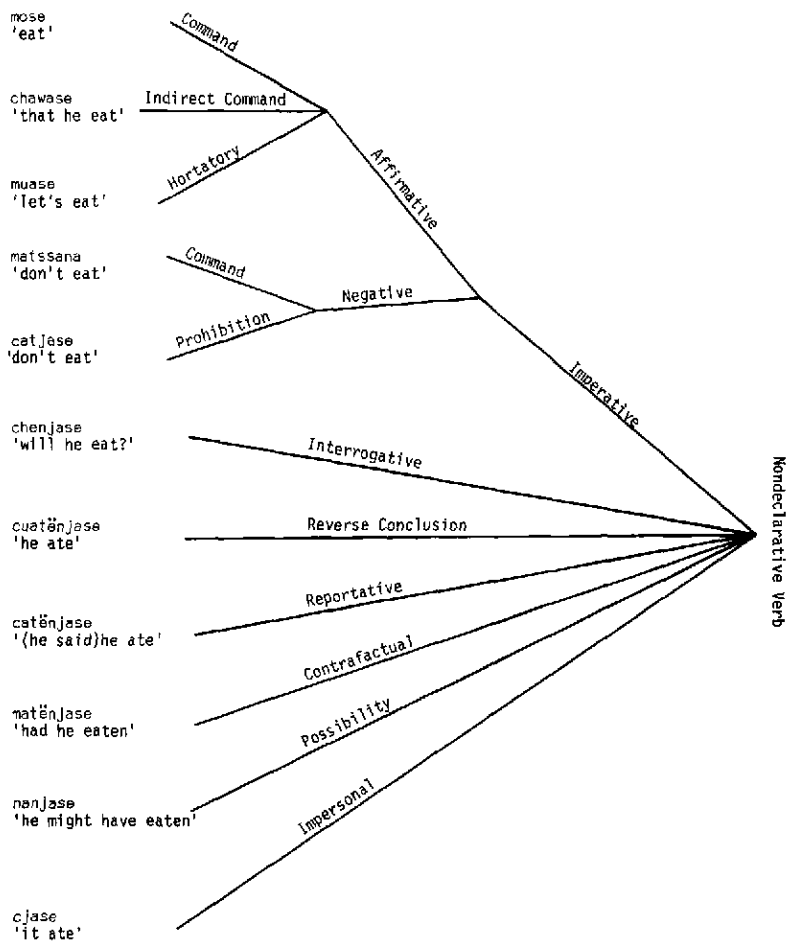 mose
'eat'
Command
chawase
'that he eat'
Indirect Command
Hortatory
muase
'let's eat'
Affirmative
matssana
'don't eat'
Command
Negative
Prohibition
catjase
'don't eat'
Imperative
chenjase
'will he eat?'
Interrogative
Nondeclarative Verb
cuatënjase
'he ate'
Reverse Conclusion
Reportative
catënjase
'(he said)he ate'
Contrafactual
matënjase
'had he eaten'
Possibility
nanjase
'he might have eaten'
Impersonal
cjase
'it ate'